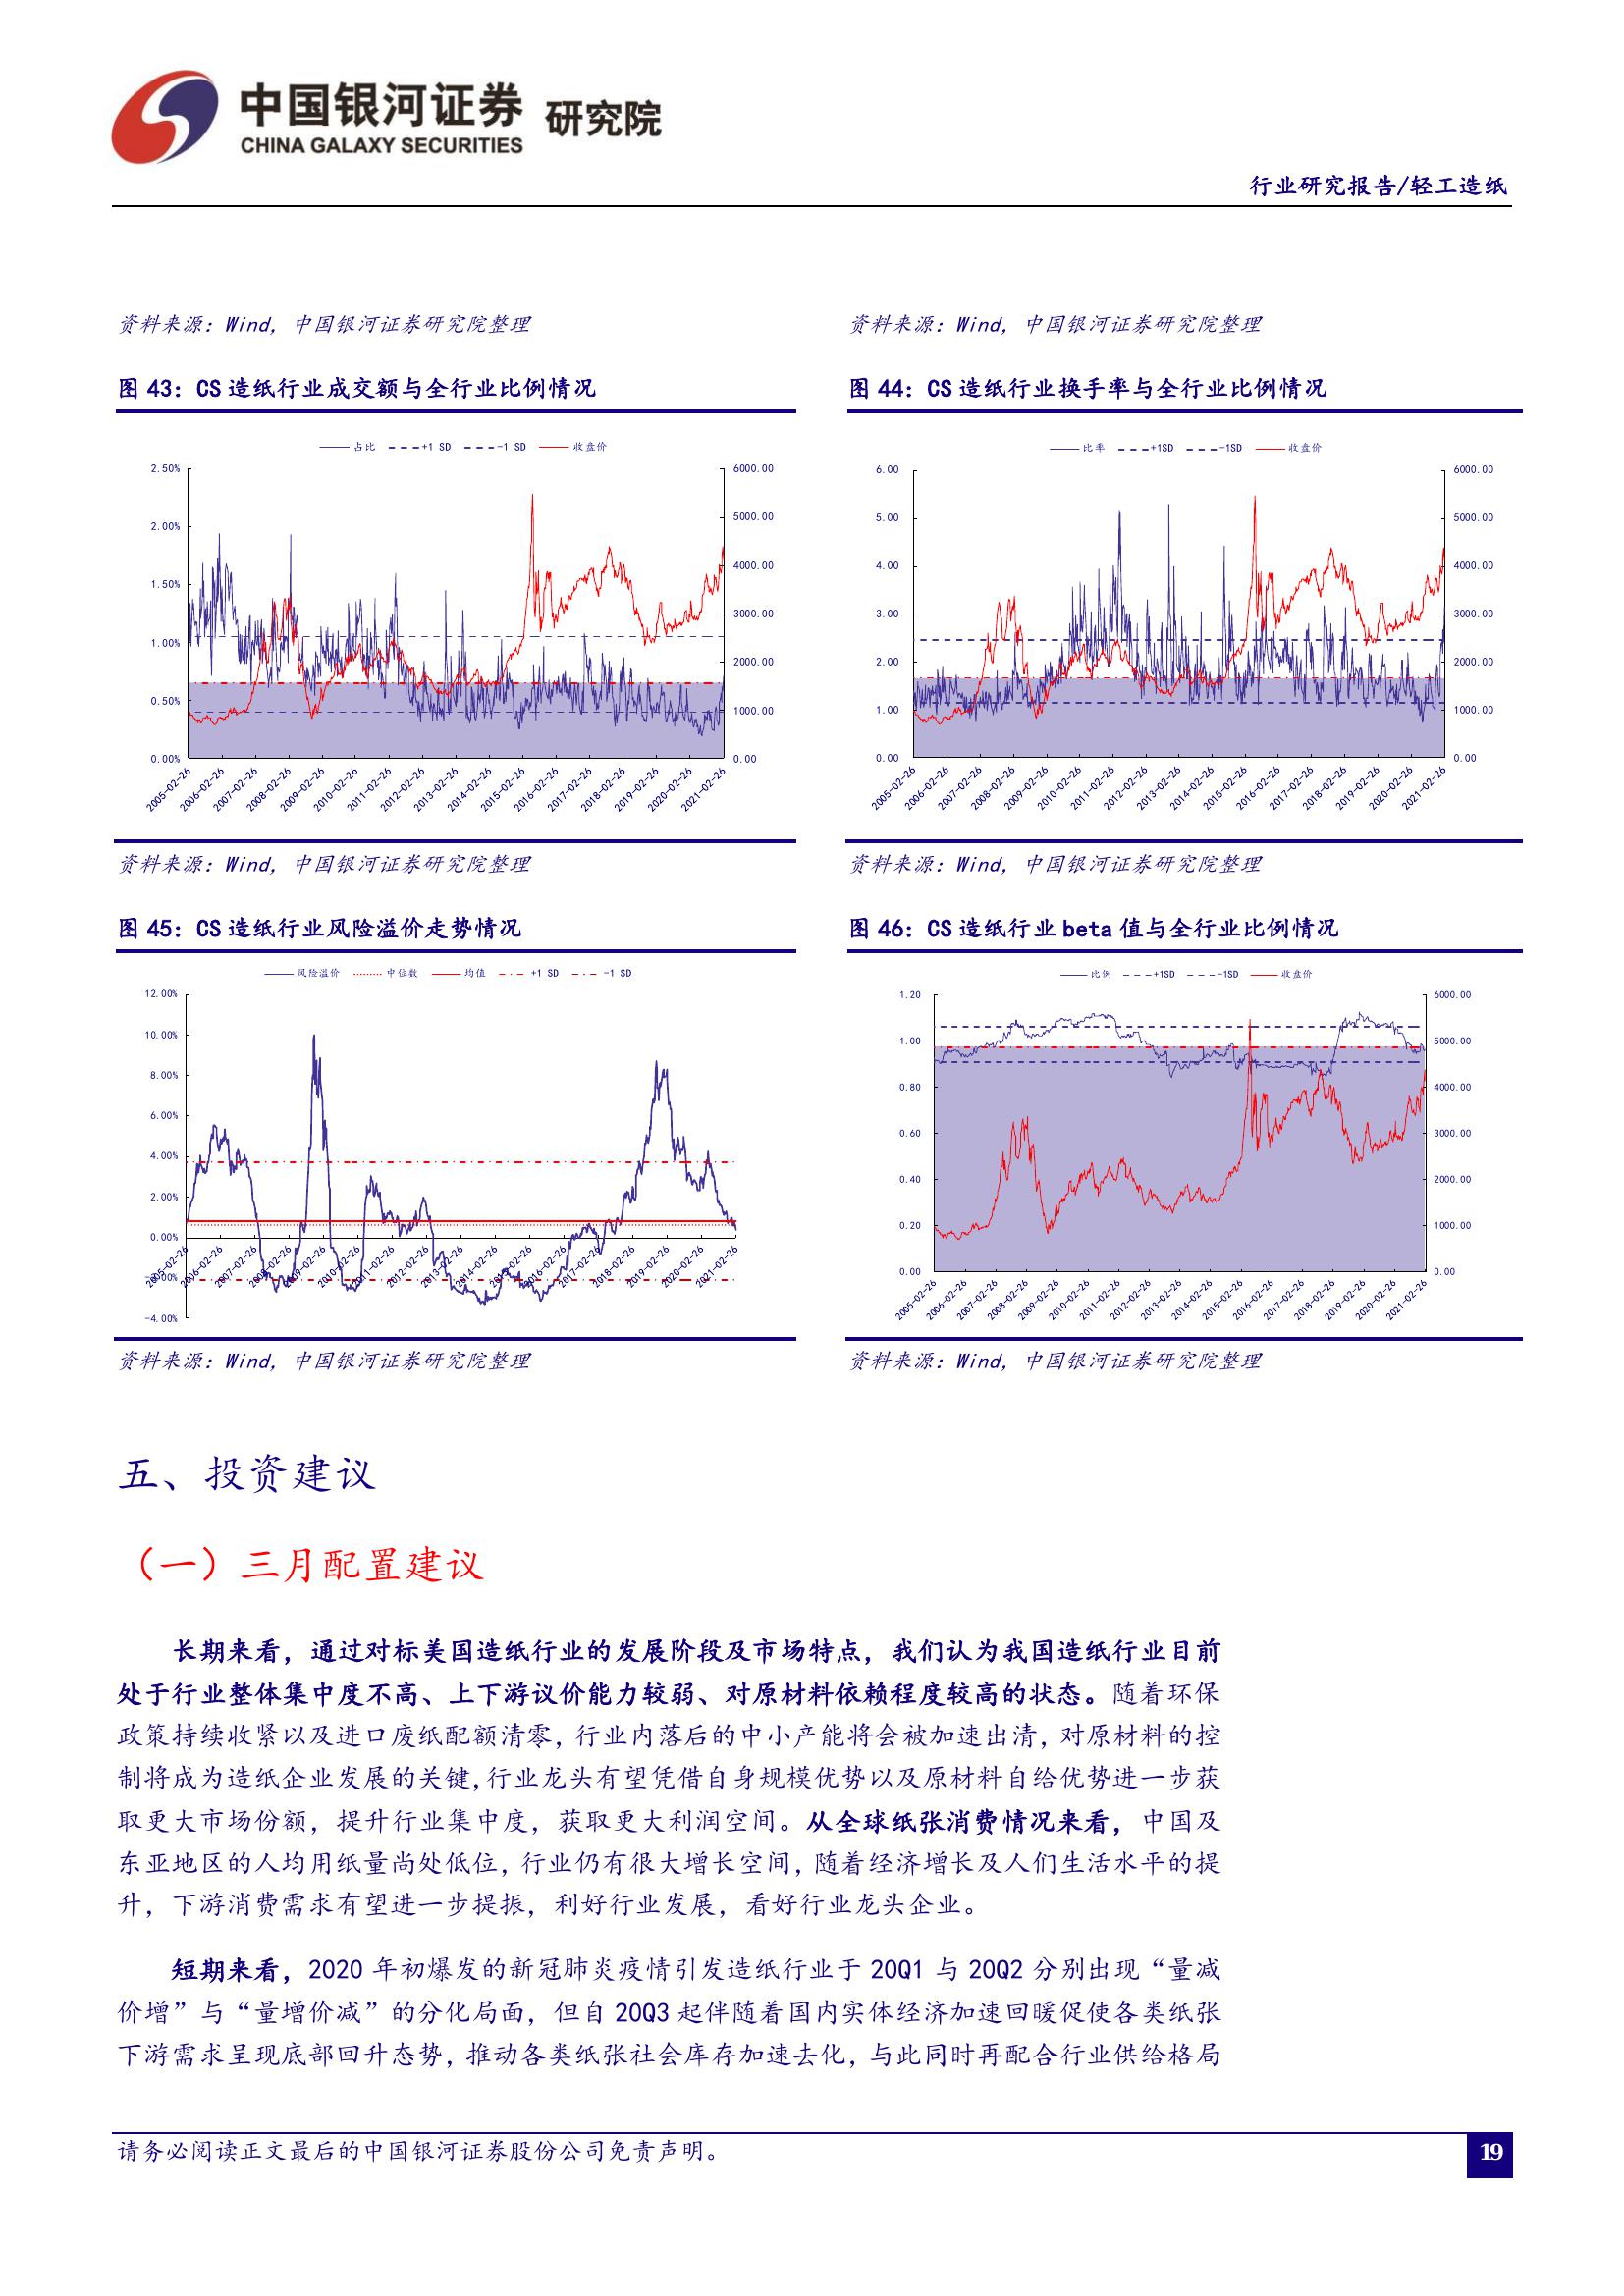 中国银河证券 研究院
CHINA GALAXY SECURITIES
行业研究报告/轻工造纸
资料来源：Wind，中国银河证券研究院整理
资料来源：Wind，中国银河证券研究院整理
图 43：CS 造纸行业成交额与全行业比例情况
占比 +1 SD -1 SD 收盘价
2.50%
2.00%
1.50%
1.00%
0.50%
0.00%
6000.00
5000.00
4000.00
3000.00
2000.00
1000.00
0.00
2005-02-26 2006-02-26 2007-02-26 2008-02-26 2009-02-26 2010-02-26 2011-02-26 2012-02-26 2013-02-26 2014-02-26 2015-02-26 2016-02-26 2017-02-26 2018-02-26 2019-02-26 2020-02-26 2021-02-26
资料来源：Wind，中国银河证券研究院整理
图 44：CS 造纸行业换手率与全行业比例情况
比率 +1SD -1SD 收盘价
6.00
5.00
4.00
3.00
2.00
1.00
0.00
6000.00
5000.00
4000.00
3000.00
2000.00
1000.00
0.00
2005-02-26 2006-02-26 2007-02-26 2008-02-26 2009-02-26 2010-02-26 2011-02-26 2012-02-26 2013-02-26 2014-02-26 2015-02-26 2016-02-26 2017-02-26 2018-02-26 2019-02-26 2020-02-26 2021-02-26
资料来源：Wind，中国银河证券研究院整理
图 45：CS 造纸行业风险溢价走势情况
风险溢价 中位数 均值 +1 SD -1 SD
12.00%
10.00%
8.00%
6.00%
4.00%
2.00%
0.00%
-2.00%
-4.00%
2005-02-26 2006-02-26 2007-02-26 2008-02-26 2009-02-26 2010-02-26 2011-02-26 2012-02-26 2013-02-26 2014-02-26 2015-02-26 2016-02-26 2017-02-26 2018-02-26 2019-02-26 2020-02-26 2021-02-26
资料来源：Wind，中国银河证券研究院整理
图 46：CS 造纸行业 beta 值与全行业比例情况
比例 +1SD -1SD 收盘价
1.20
1.00
0.80
0.60
0.40
0.20
0.00
6000.00
5000.00
4000.00
3000.00
2000.00
1000.00
0.00
2005-02-26 2006-02-26 2007-02-26 2008-02-26 2009-02-26 2010-02-26 2011-02-26 2012-02-26 2013-02-26 2014-02-26 2015-02-26 2016-02-26 2017-02-26 2018-02-26 2019-02-26 2020-02-26 2021-02-26
资料来源：Wind，中国银河证券研究院整理
五、投资建议
（一）三月配置建议
长期来看，通过对标美国造纸行业的发展阶段及市场特点，我们认为我国造纸行业目前
处于行业整体集中度不高、上下游议价能力较弱、对原材料依赖程度较高的状态。随着环保
政策持续收紧以及进口废纸配额清零，行业内落后的中小产能将会被加速出清，对原材料的控
制将成为造纸企业发展的关键，行业龙头有望凭借自身规模优势以及原材料自给优势进一步获
取更大市场份额，提升行业集中度，获取更大利润空间。从全球纸张消费情况来看，中国及
东亚地区的人均用纸量尚处低位，行业仍有很大增长空间，随着经济增长及人们生活水平的提
升，下游消费需求有望进一步提振，利好行业发展，看好行业龙头企业。
短期来看，2020 年初爆发的新冠肺炎疫情引发造纸行业于 20Q1 与 20Q2 分别出现“量减
价增”与“量增价减”的分化局面，但自 20Q3 起伴随着国内实体经济加速回暖促使各类纸张
下游需求呈现底部回升态势，推动各类纸张社会库存加速去化，与此同时再配合行业供给格局
请务必阅读正文最后的中国银河证券股份公司免责声明。
19